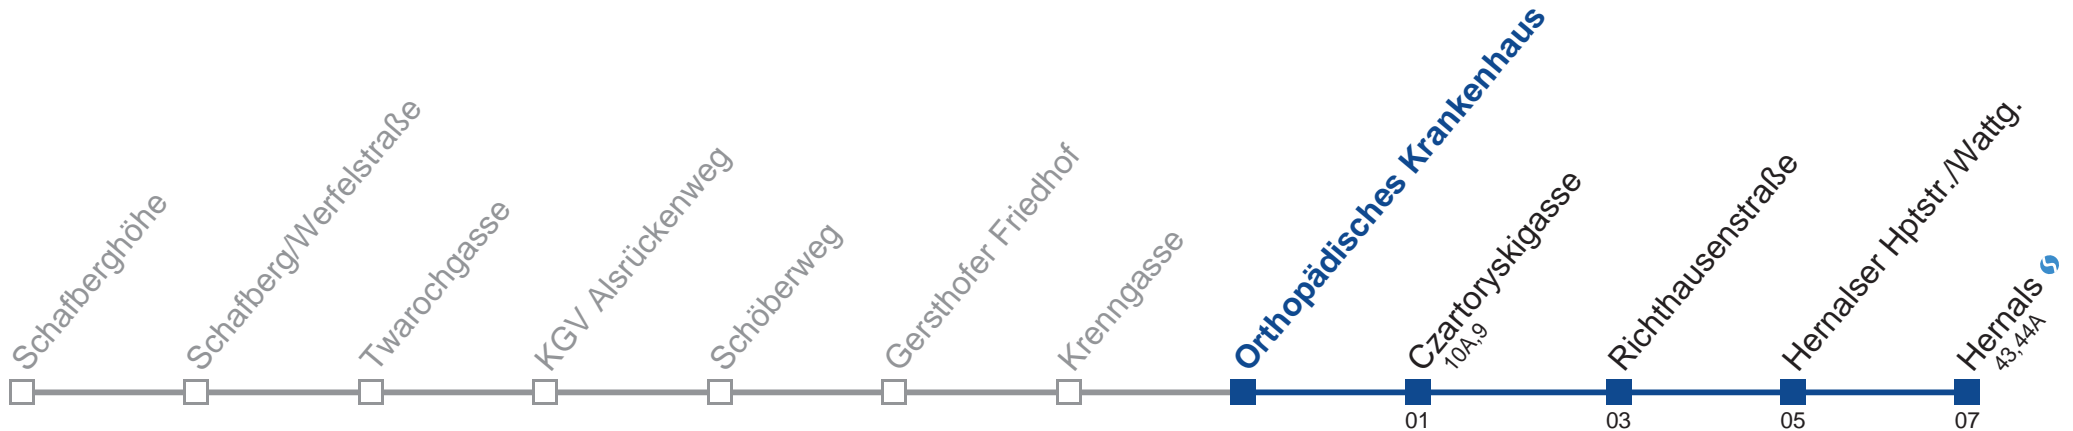 Schafberghöhe
Schafberg/Werfelstraße
Twarochgasse
KGV Alsrückenweg
Schöberweg
Gersthofer Friedhof
Krenngasse
Orthopädisches Krankenhaus
Czartoryskigasse
10A,9
Richthausenstraße
Hernalser Hptstr./Wattg.
Hernals
43,44A
01
03
05
07